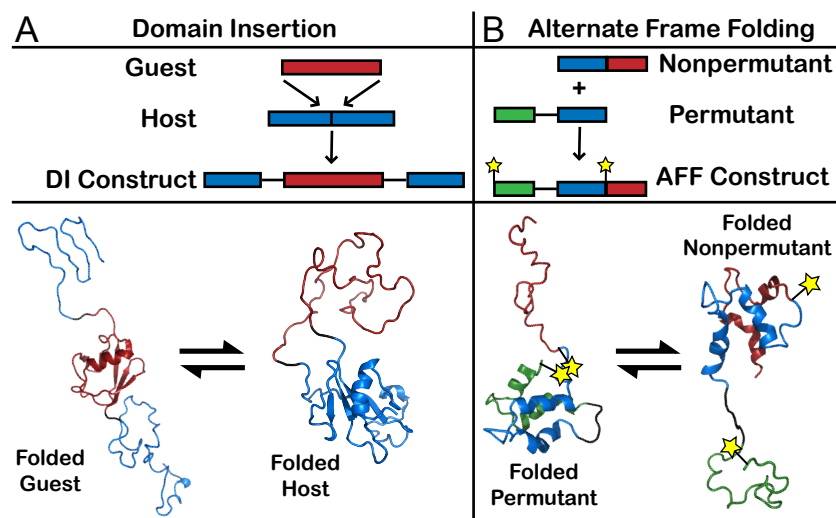 A
Domain Insertion
Guest
Host
DI Construct
Folded
Guest
Folded
Host
B
Alternate Frame Folding
Nonpermutant
+
Permutant
AFF Construct
Folded
Permutant
Folded
Nonpermutant